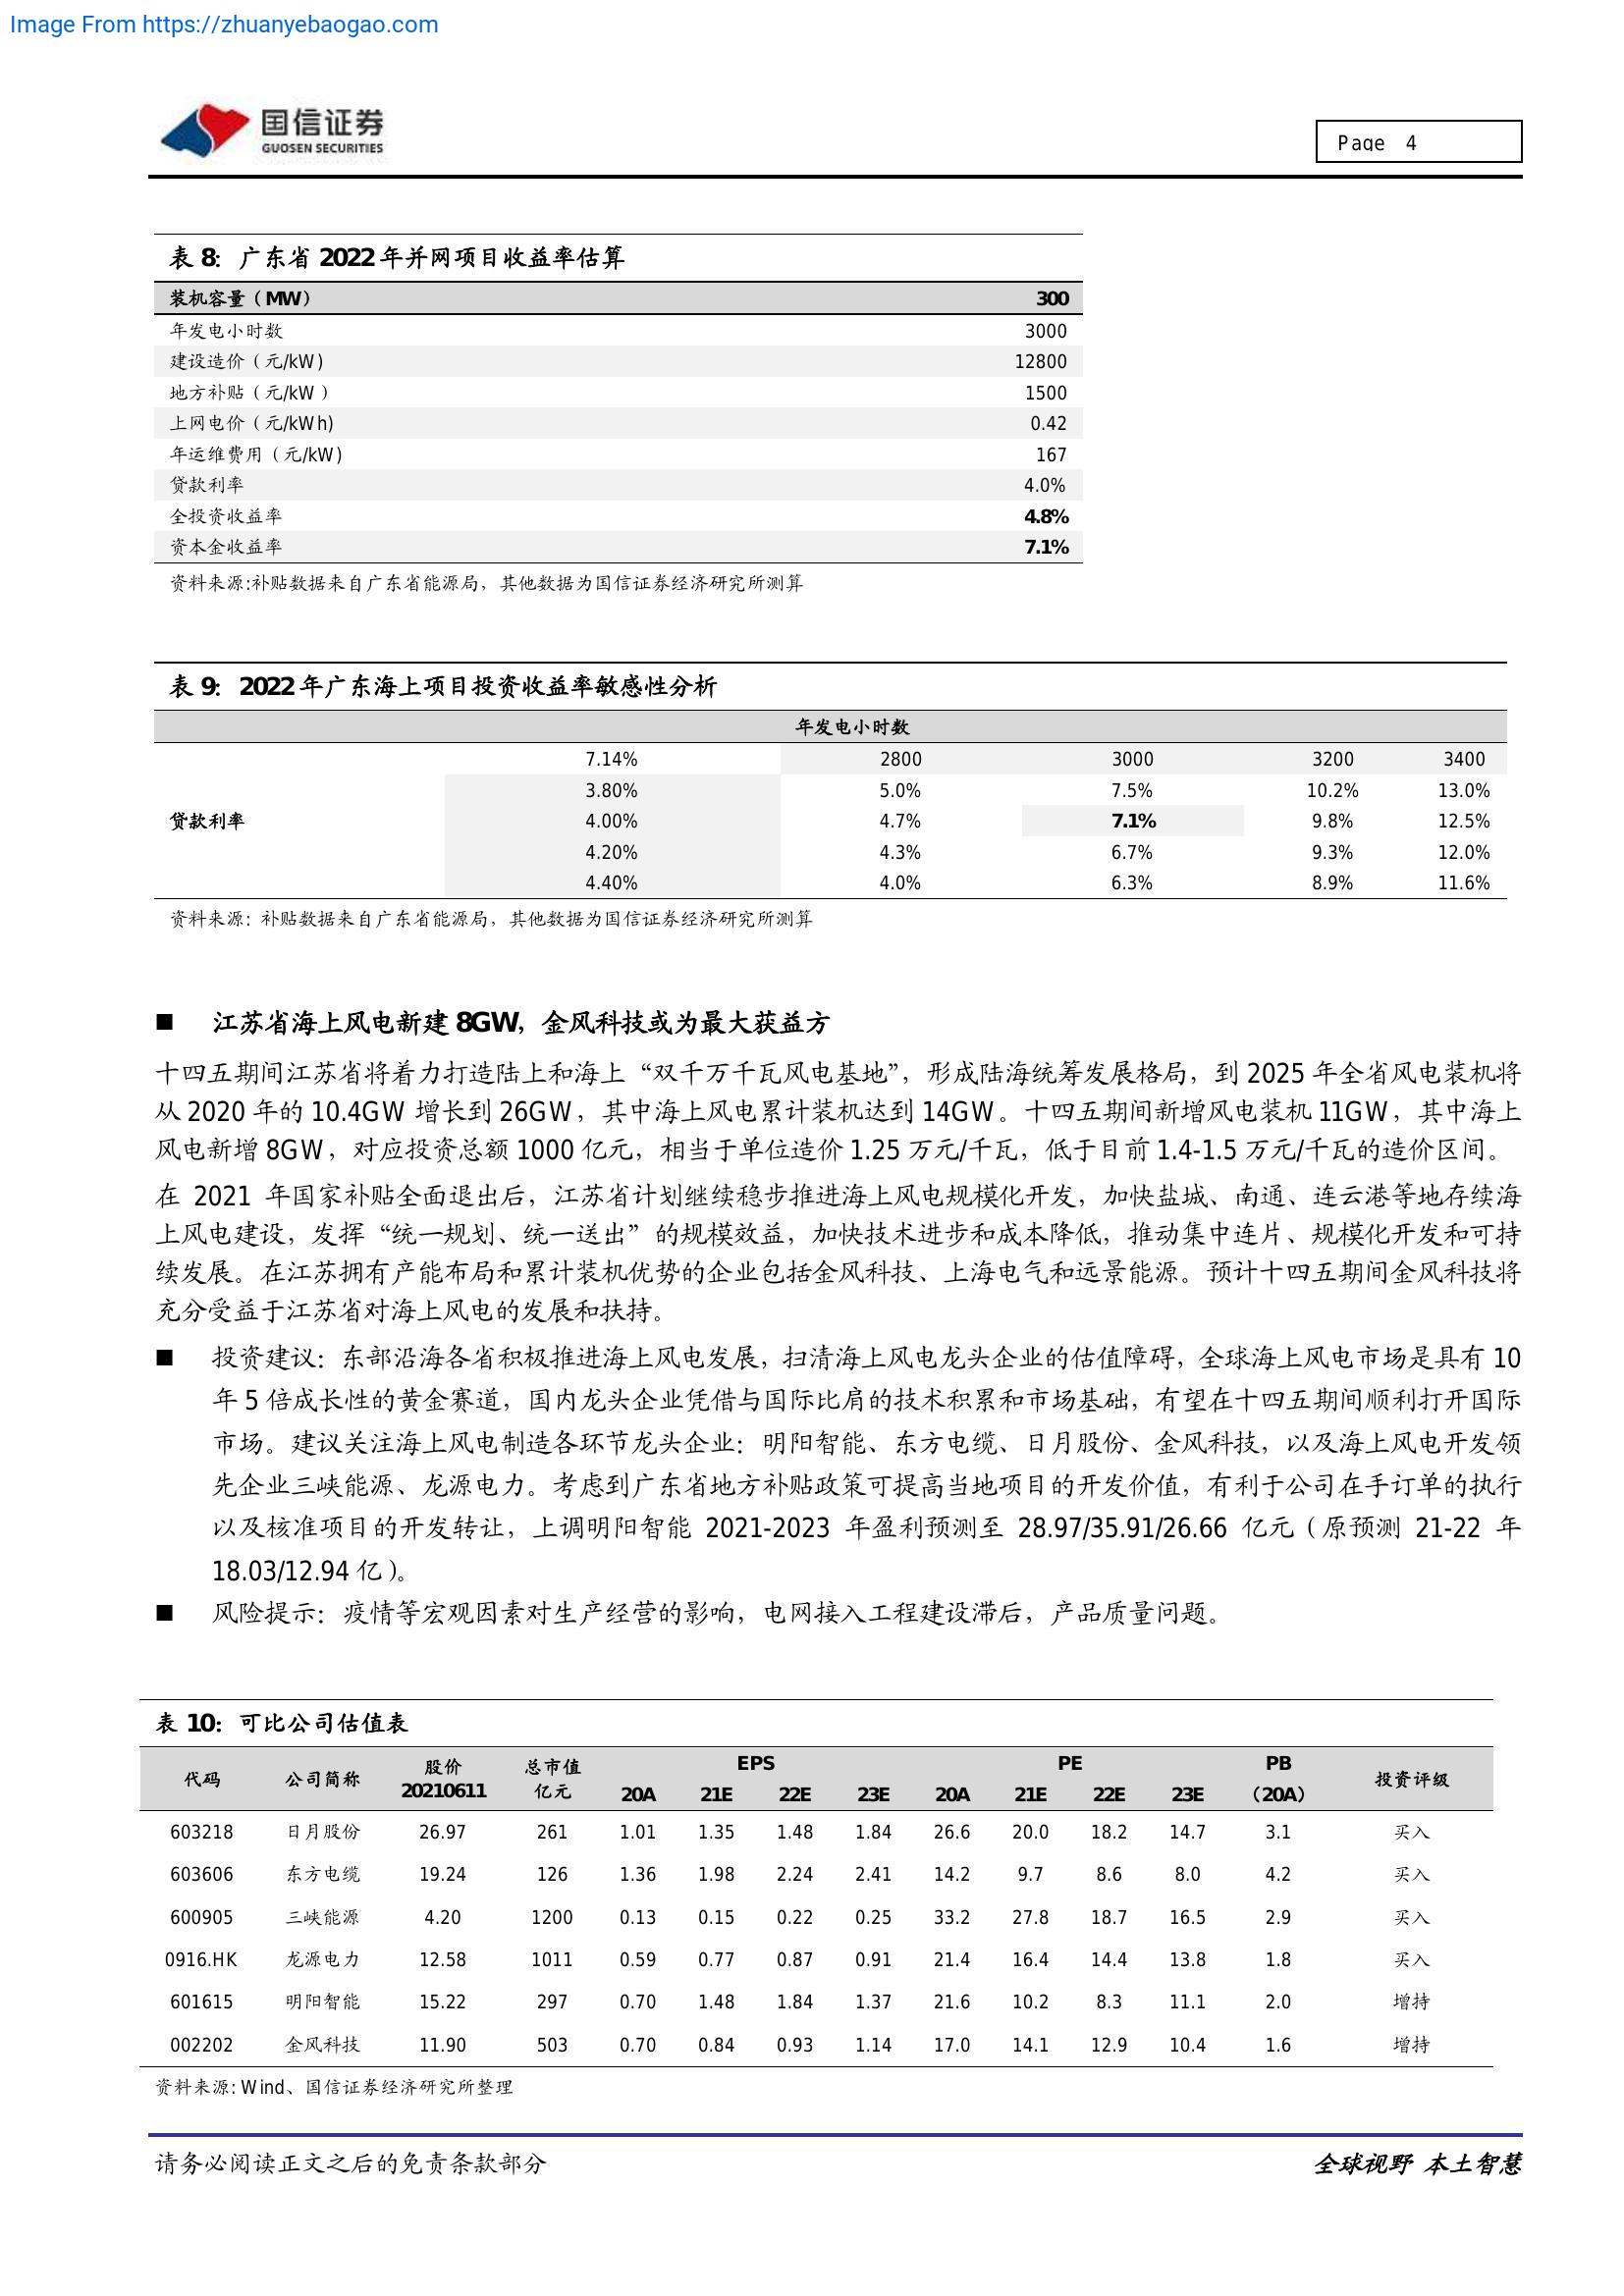 Image From https://zhuanyebaogao.com
国信证券
GUOSEN SECURITIES
Page 4
表 8：广东省 2022 年并网项目收益率估算
装机容量（MW） 300
年发电小时数 3000
建设造价（元/kW） 12800
地方补贴（元/kW） 1500
上网电价（元/kWh) 0.42
年运维费用（元/kW） 167
贷款利率 4.0%
全投资收益率 4.8%
资本金收益率 7.1%
资料来源:补贴数据来自广东省能源局，其他数据为国信证券经济研究所测算
表 9：2022 年广东海上项目投资收益率敏感性分析
年发电小时数
7.14% 2800 3000 3200 3400
3.80% 5.0% 7.5% 10.2% 13.0%
贷款利率 4.00% 4.7% 7.1% 9.8% 12.5%
4.20% 4.3% 6.7% 9.3% 12.0%
4.40% 4.0% 6.3% 8.9% 11.6%
资料来源：补贴数据来自广东省能源局，其他数据为国信证券经济研究所测算
■ 江苏省海上风电新建 8GW，金风科技或为最大获益方
十四五期间江苏省将着力打造陆上和海上“双千万千瓦风电基地”，形成陆海统筹发展格局，到 2025 年全省风电装机将
从 2020 年的 10.4GW 增长到 26GW，其中海上风电累计装机达到 14GW。十四五期间新增风电装机 11GW，其中海上
风电新增 8GW，对应投资总额 1000 亿元，相当于单位造价 1.25 万元/千瓦，低于目前 1.4-1.5 万元/千瓦的造价区间。
在 2021 年国家补贴全面退出后，江苏省计划继续稳步推进海上风电规模化开发，加快盐城、南通、连云港等地存续海
上风电建设，发挥“统一规划、统一送出”的规模效益，加快技术进步和成本降低，推动集中连片、规模化开发和可持
续发展。在江苏拥有产能布局和累计装机优势的企业包括金风科技、上海电气和远景能源。预计十四五期间金风科技将
充分受益于江苏省对海上风电的发展和扶持。
■ 投资建议：东部沿海各省积极推进海上风电发展，扫清海上风电龙头企业的估值障碍，全球海上风电市场是具有 10
年 5 倍成长性的黄金赛道，国内龙头企业凭借与国际比肩的技术积累和市场基础，有望在十四五期间顺利打开国际
市场。建议关注海上风电制造各环节龙头企业：明阳智能、东方电缆、日月股份、金风科技，以及海上风电开发领
先企业三峡能源、龙源电力。考虑到广东省地方补贴政策可提高当地项目的开发价值，有利于公司在手订单的执行
以及核准项目的开发转让，上调明阳智能 2021-2023 年盈利预测至 28.97/35.91/26.66 亿元（原预测 21-22 年
18.03/12.94 亿）。
■ 风险提示：疫情等宏观因素对生产经营的影响，电网接入工程建设滞后，产品质量问题。
表 10：可比公司估值表
代码 公司简称 股价 总市值 EPS PE PB 投资评级
20210611 亿元 20A 21E 22E 23E 20A 21E 22E 23E （20A）
603218 日月股份 26.97 261 1.01 1.35 1.48 1.84 26.6 20.0 18.2 14.7 3.1 买入
603606 东方电缆 19.24 126 1.36 1.98 2.24 2.41 14.2 9.7 8.6 8.0 4.2 买入
600905 三峡能源 4.20 1200 0.13 0.15 0.22 0.25 33.2 27.8 18.7 16.5 2.9 买入
0916.HK 龙源电力 12.58 1011 0.59 0.77 0.87 0.91 21.4 16.4 14.4 13.8 1.8 买入
601615 明阳智能 15.22 297 0.70 1.48 1.84 1.37 21.6 10.2 8.3 11.1 2.0 增持
002202 金风科技 11.90 503 0.70 0.84 0.93 1.14 17.0 14.1 12.9 10.4 1.6 增持
资料来源: Wind、国信证券经济研究所整理
请务必阅读正文之后的免责条款部分 全球视野 本土智慧